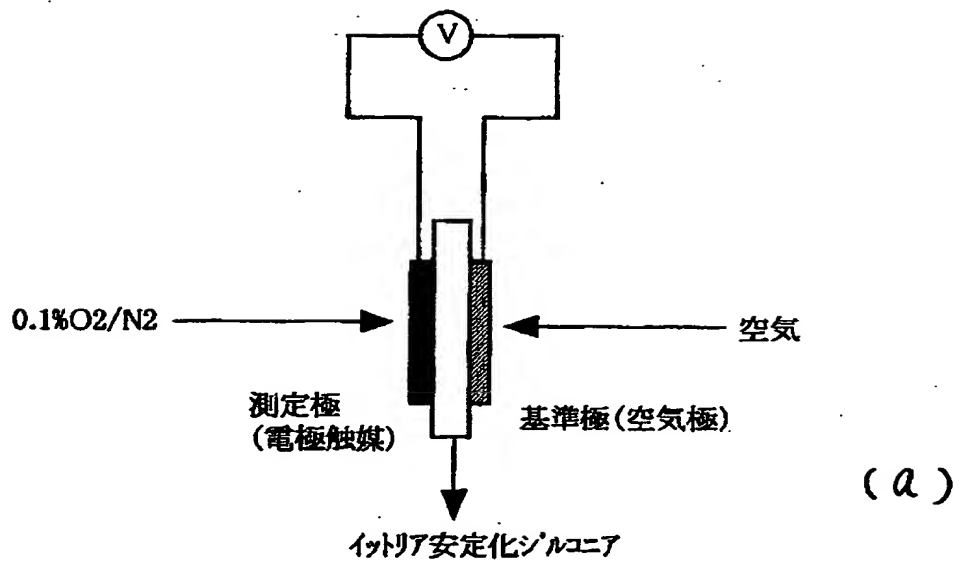 V
0.1%O2/N2
空気
測定極
(電極触媒)
基準極(空気極)
(a)
イットリア安定化ジルコニア